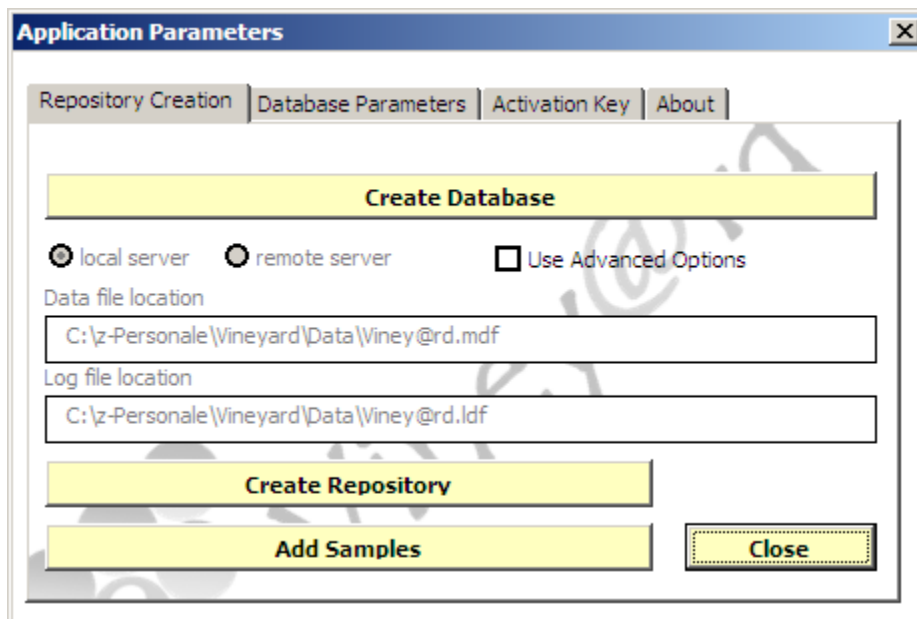 Application Parameters
Repository Creation Database Parameters Activation Key About
Create Database
local server remote server Use Advanced Options
Data file location
C:\z-Personale\Vineyard\Data\Viney@rd.mdf
Log file location
C:\z-Personale\Vineyard\Data\Viney@rd.ldf
Create Repository
Add Samples Close